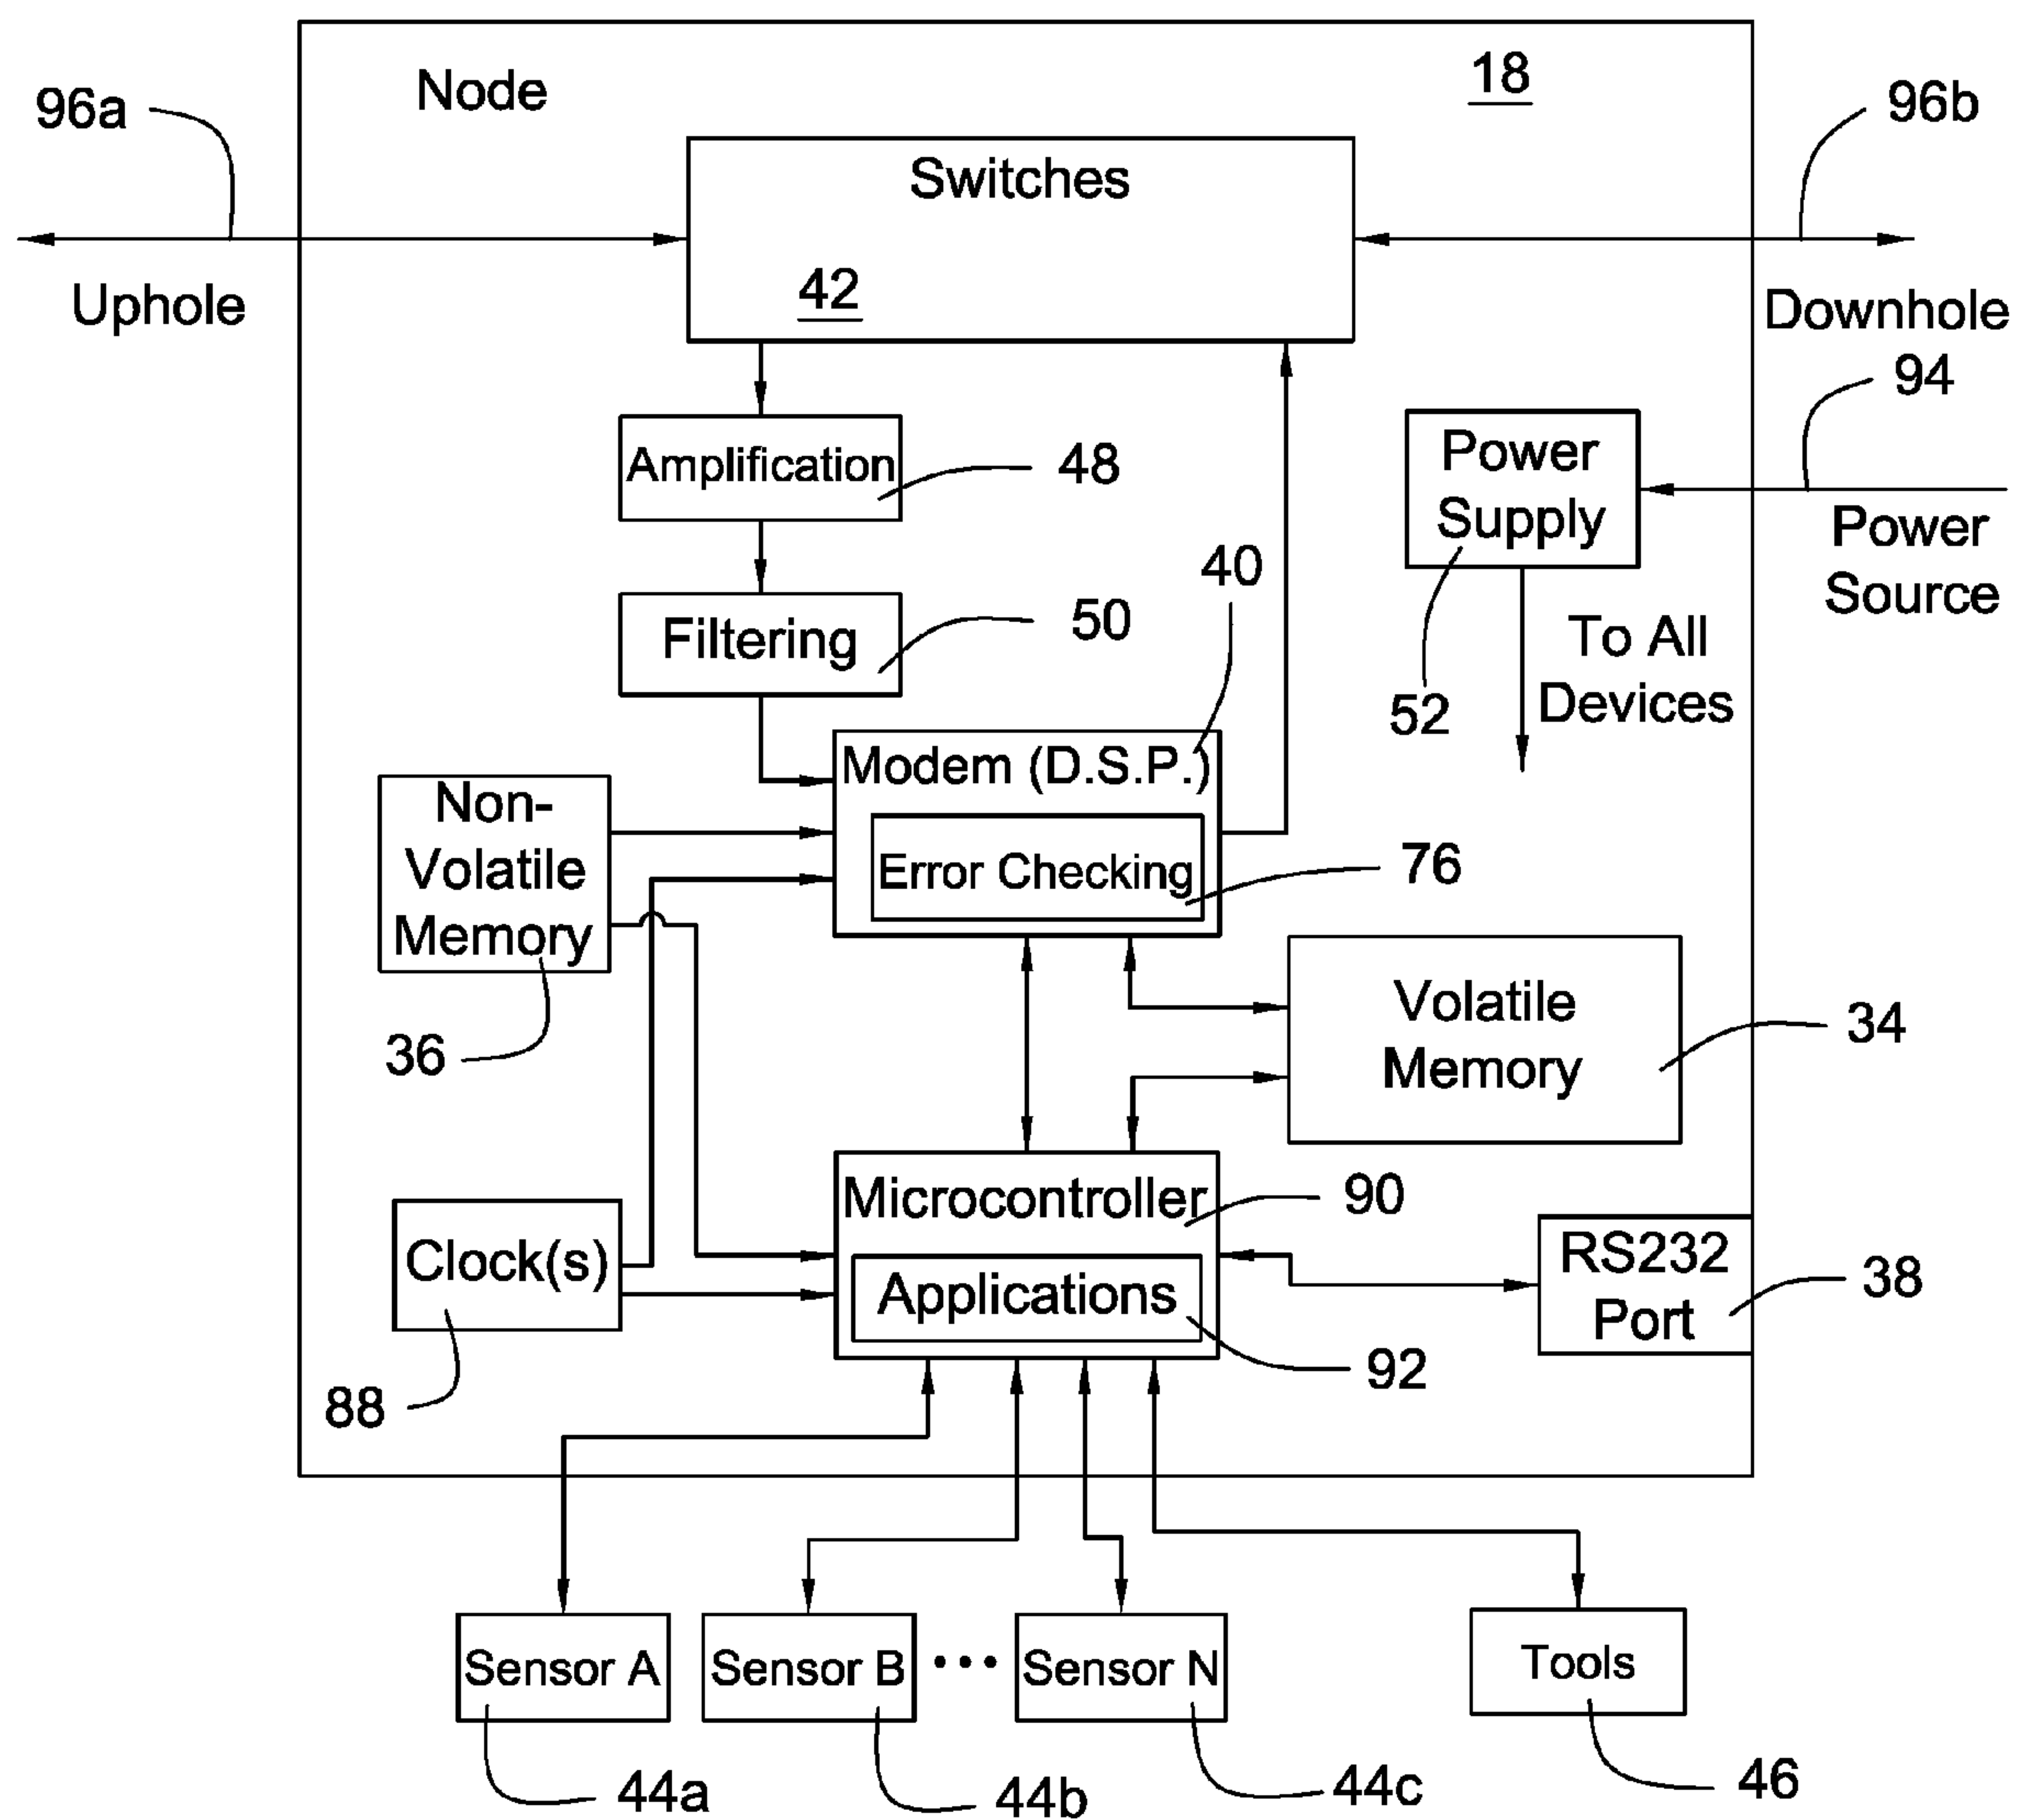 Node
18
96a
96b
Switches
42
Uphole
Downhole
94
Amplification
48
Power
Supply
Power
Source
52
To All
Devices
40
Filtering
50
Modem (D.S.P.)
Error Checking
76
Non-
Volatile
Memory
36
Volatile
Memory
34
Microcontroller
90
Applications
92
Clock(s)
88
RS232
Port
38
Sensor A
Sensor B
•••
Sensor N
Tools
44a
44b
44c
46